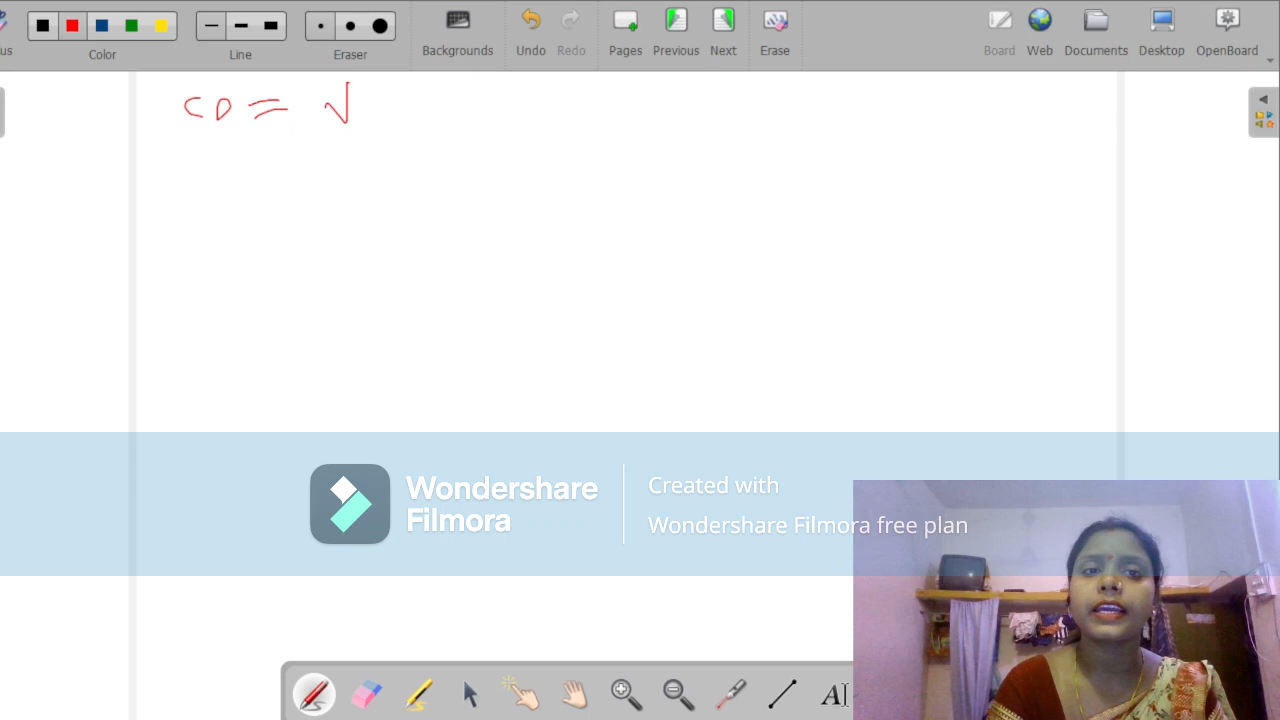 us Color Line Eraser Backgrounds Undo Redo Pages Previous Next Erase Board Web Documents Desktop OpenBoard
CD = √
Wondershare
Filmora
Created with
Wondershare Filmora free plan
A